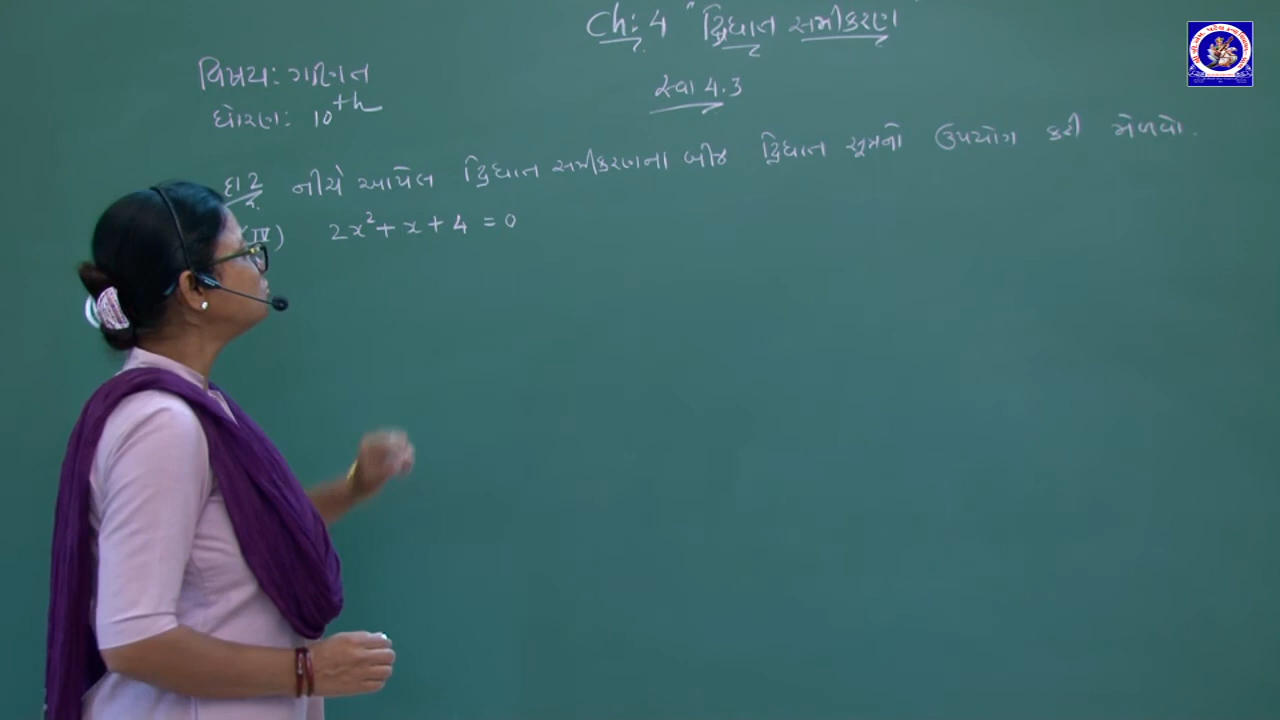 Ch: 4 "દ્વિઘાત સમીકરણ"
વિષય: ગણિત
ધોરણ: 10th
સ્વા 4.3
દા 2 નીચે આપેલ દ્વિઘાત સમીકરણના બીજ દ્વિઘાત સૂત્રનો ઉપયોગ કરી મેળવો.
(IV) 2x² + x + 4 = 0